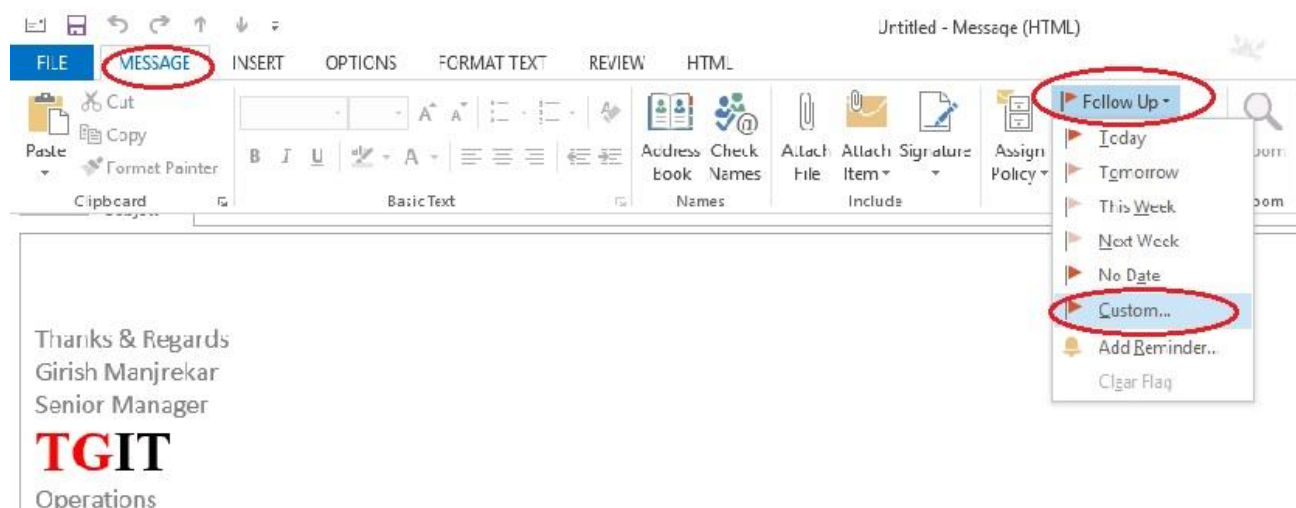 Untitled - Message (HTML)
FILE MESSAGE INSERT OPTIONS FORMAT TEXT REVIEW HTML
Cut
Copy
Format Painter
Paste
Clipboard
B I U A
Basic Text
Address Book
Check Names
Names
Attach File
Attach Item
Signature
Include
Assign Policy
Follow Up
Today
Tomorrow
This Week
Next Week
No Date
Custom...
Add Reminder...
Clear Flag
Thanks & Regards
Girish Manjrekar
Senior Manager
TGIT
Operations